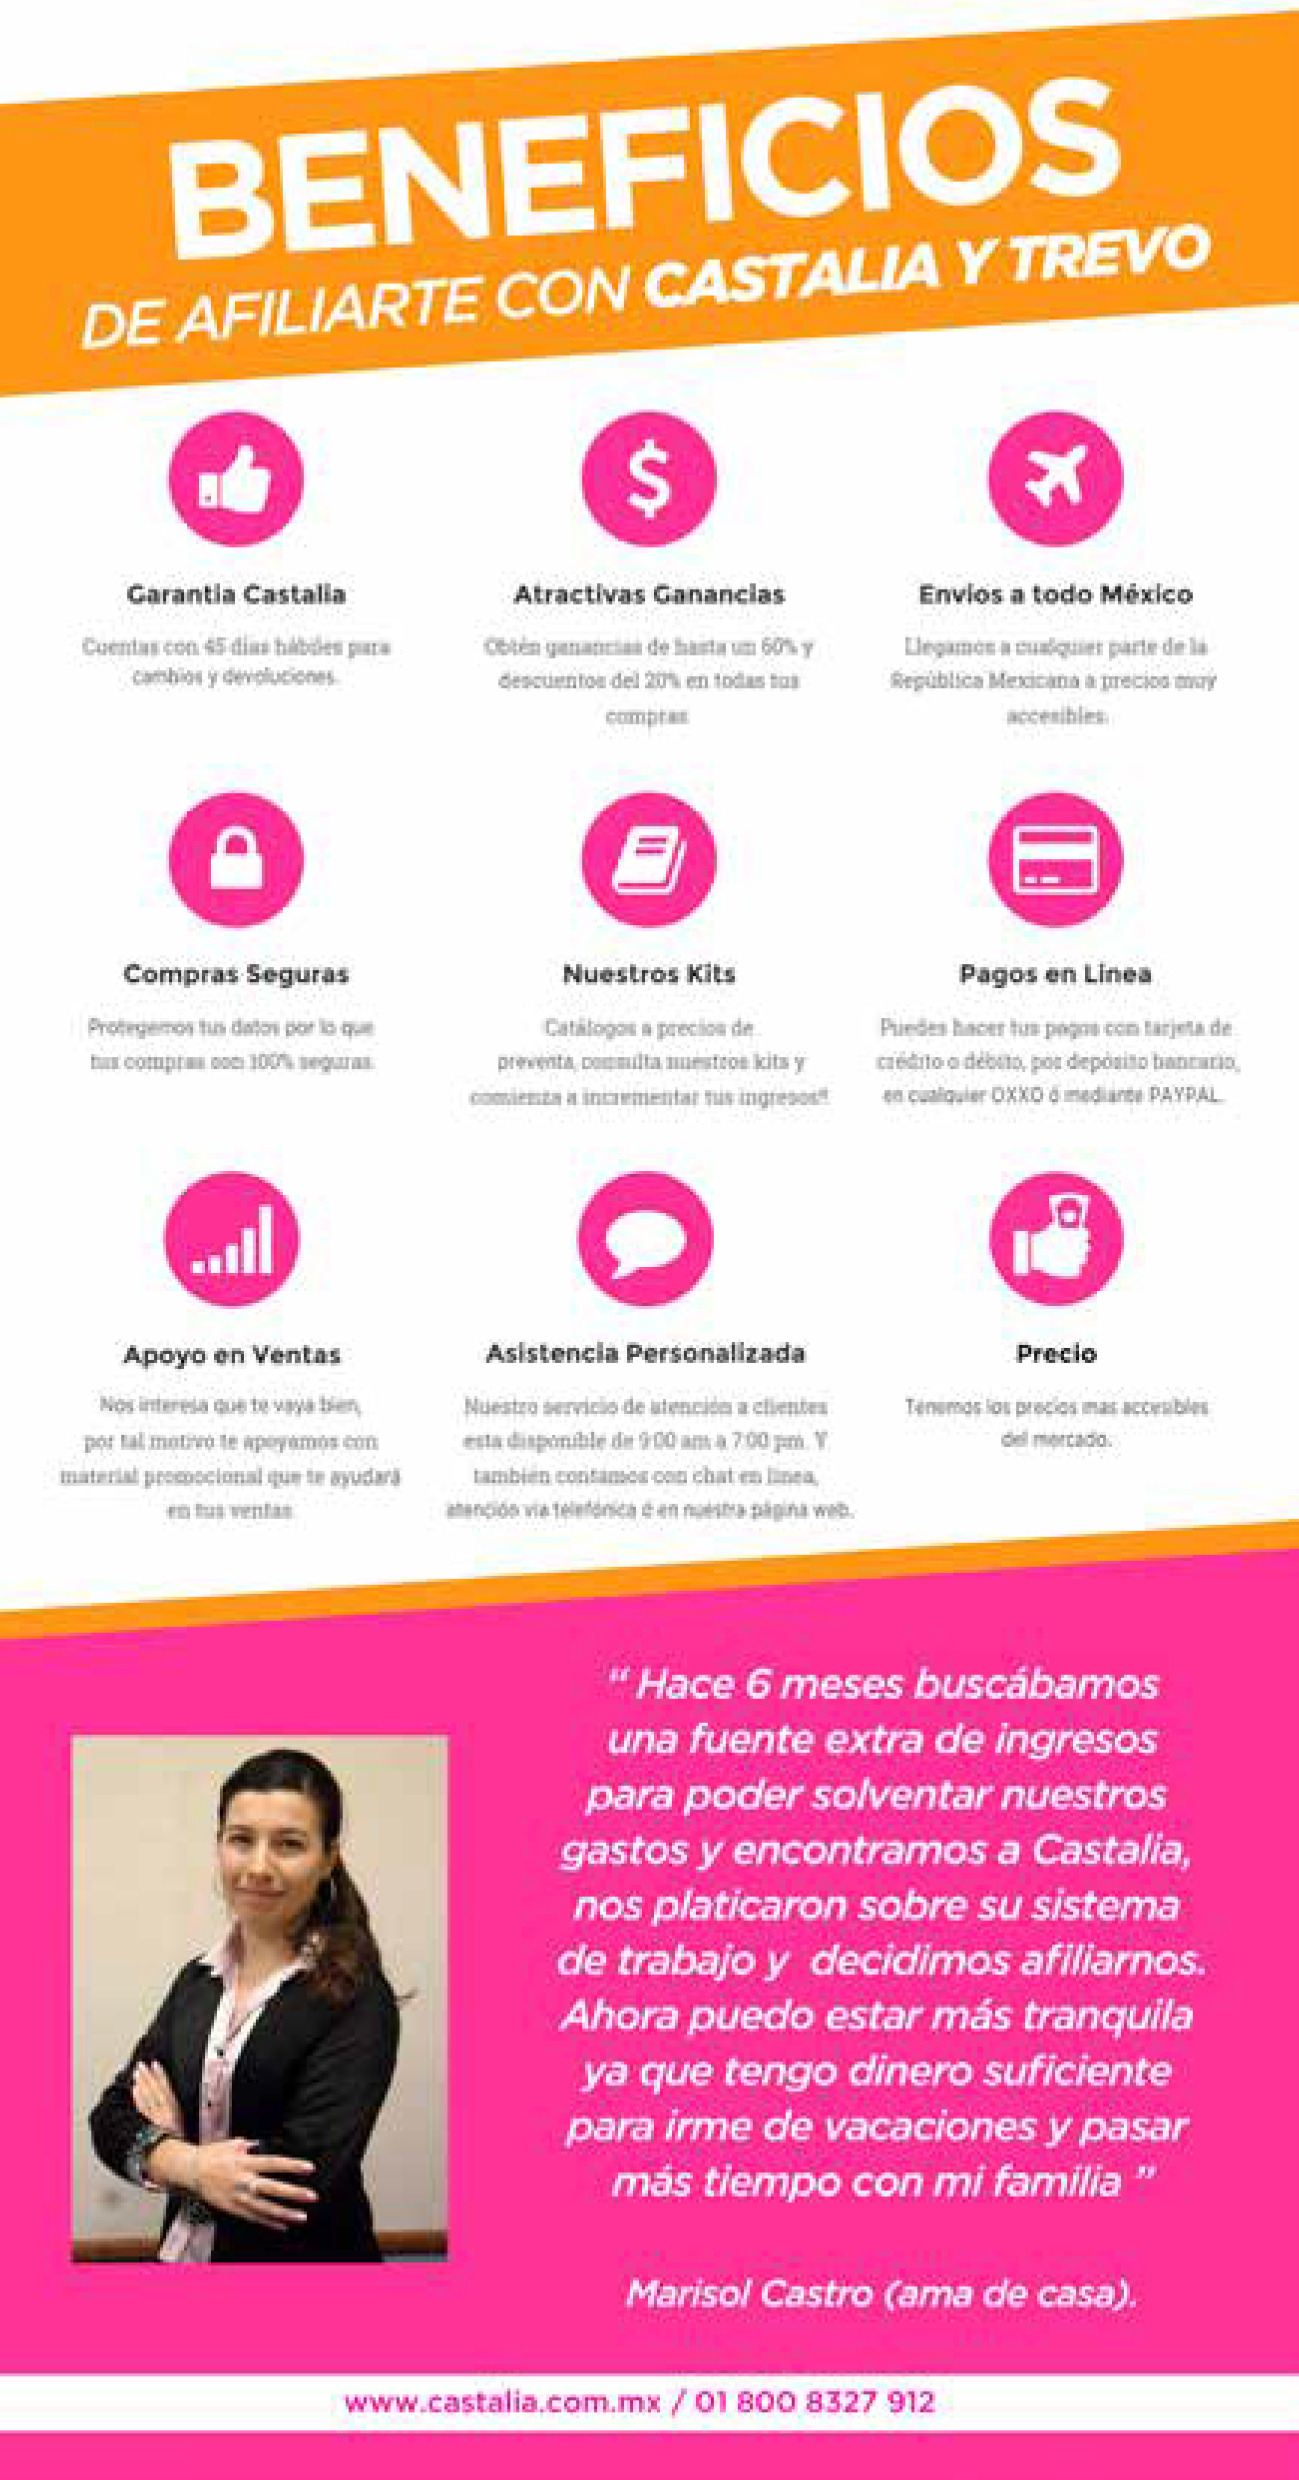 BENEFICIOS
DE AFILIARTE CON CASTALIA Y TREVO
Garantia Castalia
Cuentas con 45 días hábiles para
cambios y devoluciones.
Atractivas Ganancias
Obtén ganancias de hasta un 60% y
descuentos del 20% en todas tus
compras
Envios a todo México
Llegamos a cualquier parte de la
República Mexicana a precios muy
accesibles.
Compras Seguras
Protegemos tus datos por lo que
tus compras son 100% seguras.
Nuestros Kits
Catálogos a precios de
preventa, consulta nuestros kits y
comienza a incrementar tus ingresos!!
Pagos en Linea
Puedes hacer tus pagos con tarjeta de
crédito o débito, por depósito bancario,
en cualquier OXXO ó mediante PAYPAL.
Apoyo en Ventas
Nos interesa que te vaya bien,
por tal motivo te apoyamos con
material promocional que te ayudará
en tus ventas.
Asistencia Personalizada
Nuestro servicio de atención a clientes
esta disponible de 9:00 am a 7:00 pm. Y
también contamos con chat en linea,
atención via telefónica ó en nuestra página web.
Precio
Tenemos los precios mas accesibles
del mercado.
“ Hace 6 meses buscábamos
una fuente extra de ingresos
para poder solventar nuestros
gastos y encontramos a Castalia,
nos platicaron sobre su sistema
de trabajo y decidimos afiliarnos.
Ahora puedo estar más tranquila
ya que tengo dinero suficiente
para irme de vacaciones y pasar
más tiempo con mi familia ”
Marisol Castro (ama de casa).
www.castalia.com.mx / 01 800 8327 912